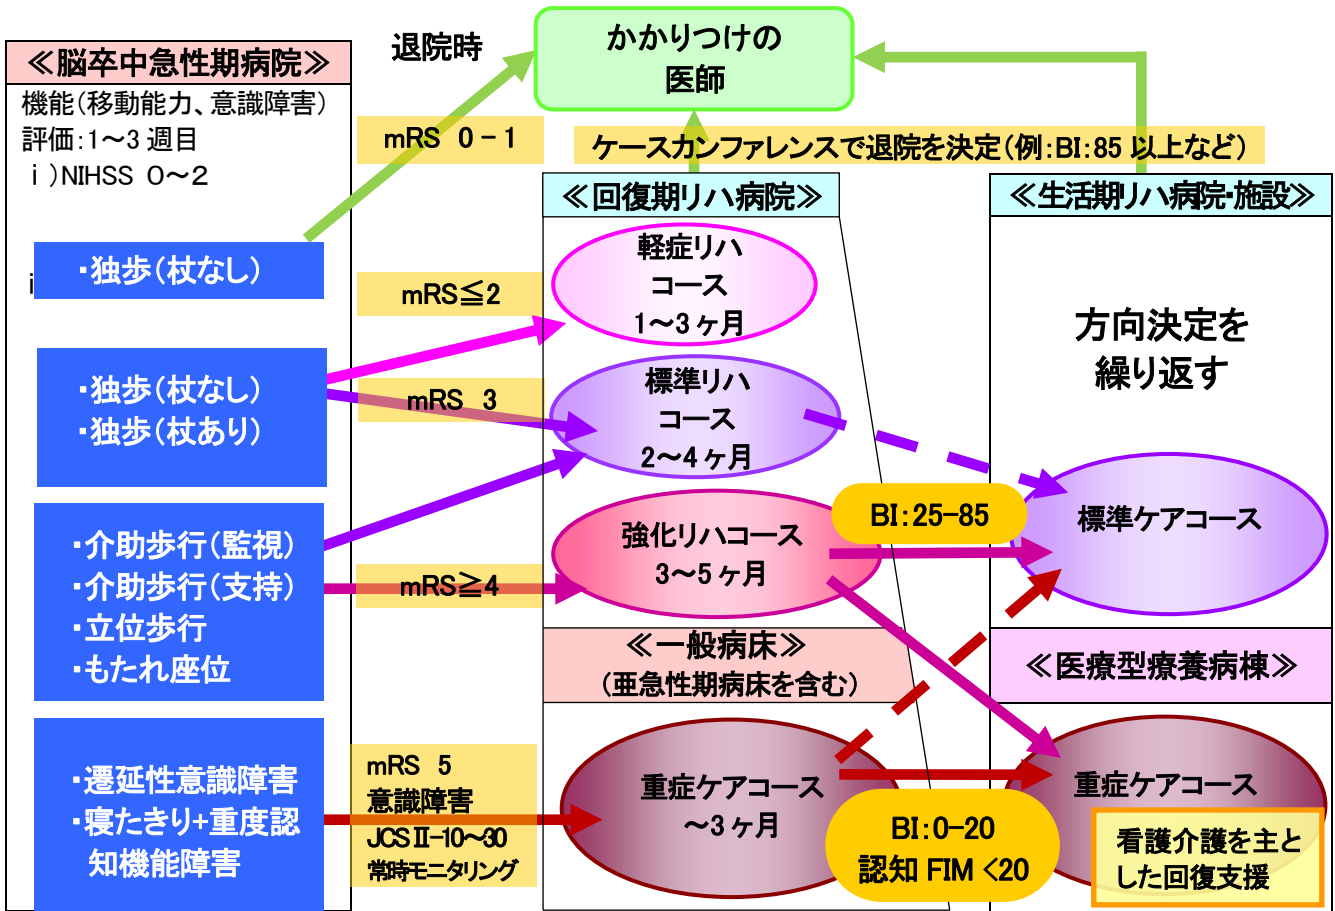 ≪脳卒中急性期病院≫
機能(移動能力、意識障害)
評価:1〜3週目
ⅰ)NIHSS 0〜2
・独歩(杖なし)
・独歩(杖なし)
・独歩(杖あり)
・介助歩行(監視)
・介助歩行(支持)
・立位歩行
・もたれ座位
・遷延性意識障害
・寝たきり+重度認
知機能障害
退院時
mRS 0-1
mRS≦2
mRS 3
mRS≧4
mRS 5
意識障害
JCSⅡ-10〜30
常時モニタリング
かかりつけの
医師
ケースカンファレンスで退院を決定(例:BI:85以上など)
≪回復期リハ病院≫
軽症リハ
コース
1〜3ヶ月
標準リハ
コース
2〜4ヶ月
強化リハコース
3〜5ヶ月
≪一般病床≫
(亜急性期病床を含む)
重症ケアコース
〜3ヶ月
BI:25-85
BI:0-20
認知FIM <20
≪生活期リハ病院・施設≫
方向決定を
繰り返す
標準ケアコース
≪医療型療養病棟≫
重症ケアコース
看護介護を主と
した回復支援